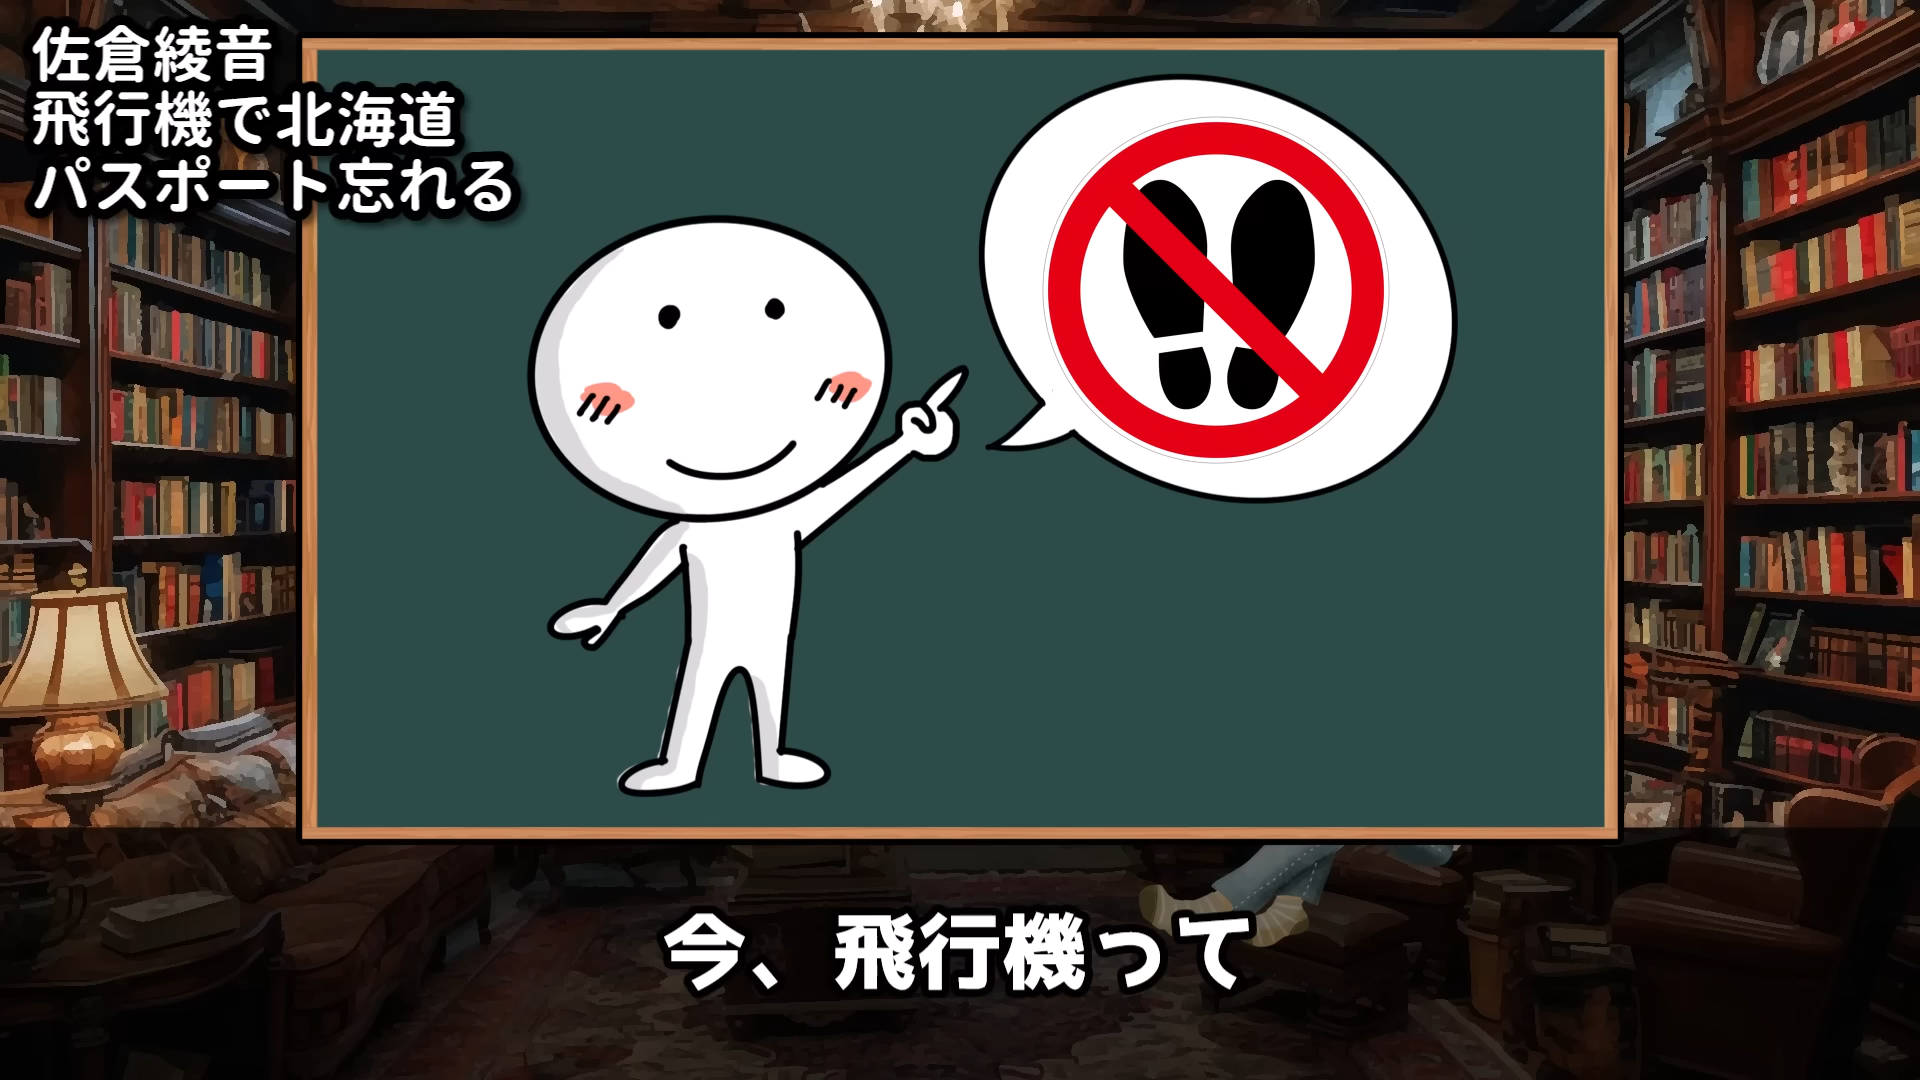 佐倉綾音
飛行機で北海道
パスポート忘れる
今、飛行機って